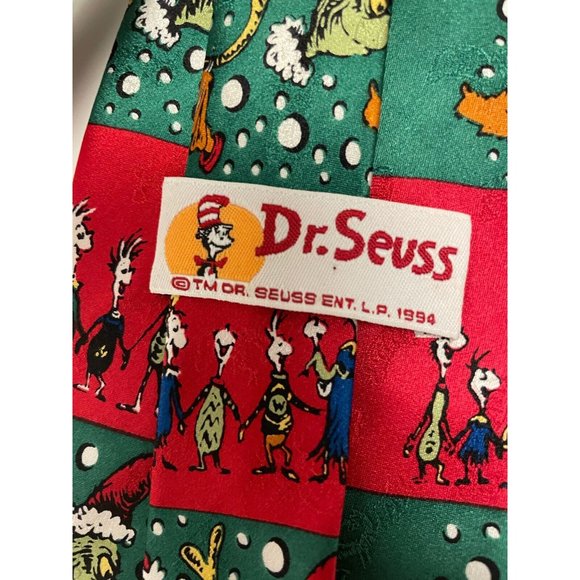 Dr. Seuss
©TM DR. SEUSS ENT. L.P. 1994